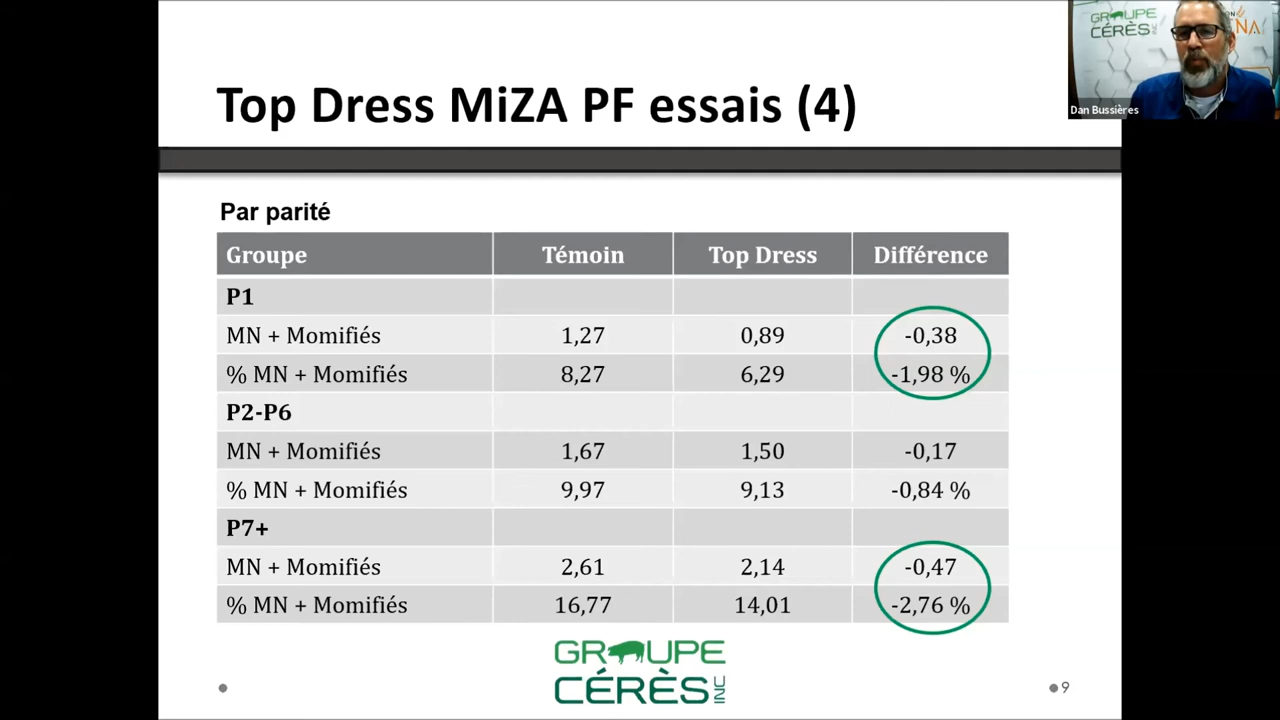 GROUPE
CÉRÈS INC
NA
Dan Bussières
Top Dress MiZA PF essais (4)
Par parité
Groupe Témoin Top Dress Différence
P1
MN + Momifiés 1,27 0,89 -0,38
% MN + Momifiés 8,27 6,29 -1,98 %
P2-P6
MN + Momifiés 1,67 1,50 -0,17
% MN + Momifiés 9,97 9,13 -0,84 %
P7+
MN + Momifiés 2,61 2,14 -0,47
% MN + Momifiés 16,77 14,01 -2,76 %
GROUPE
CÉRÈS INC
9